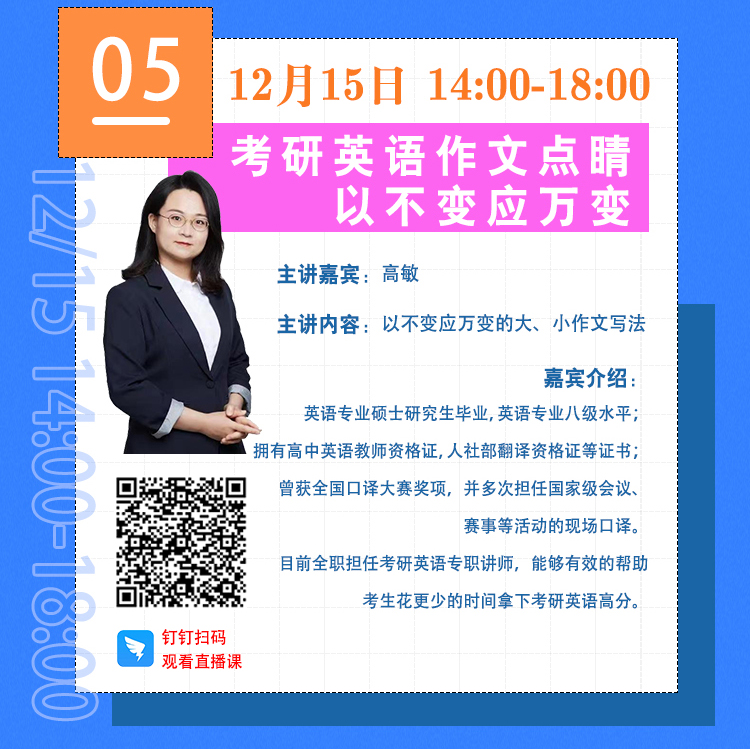 05
12月15日 14:00-18:00
考研英语作文点睛
以不变应万变
12/15 14:00-18:00
主讲嘉宾：高敏
主讲内容：以不变应万变的大、小作文写法
嘉宾介绍：
英语专业硕士研究生毕业,英语专业八级水平；
拥有高中英语教师资格证,人社部翻译资格证等证书；
曾获全国口译大赛奖项，并多次担任国家级会议、
赛事等活动的现场口译。
目前全职担任考研英语专职讲师，能够有效的帮助
考生花更少的时间拿下考研英语高分。
钉钉扫码
观看直播课